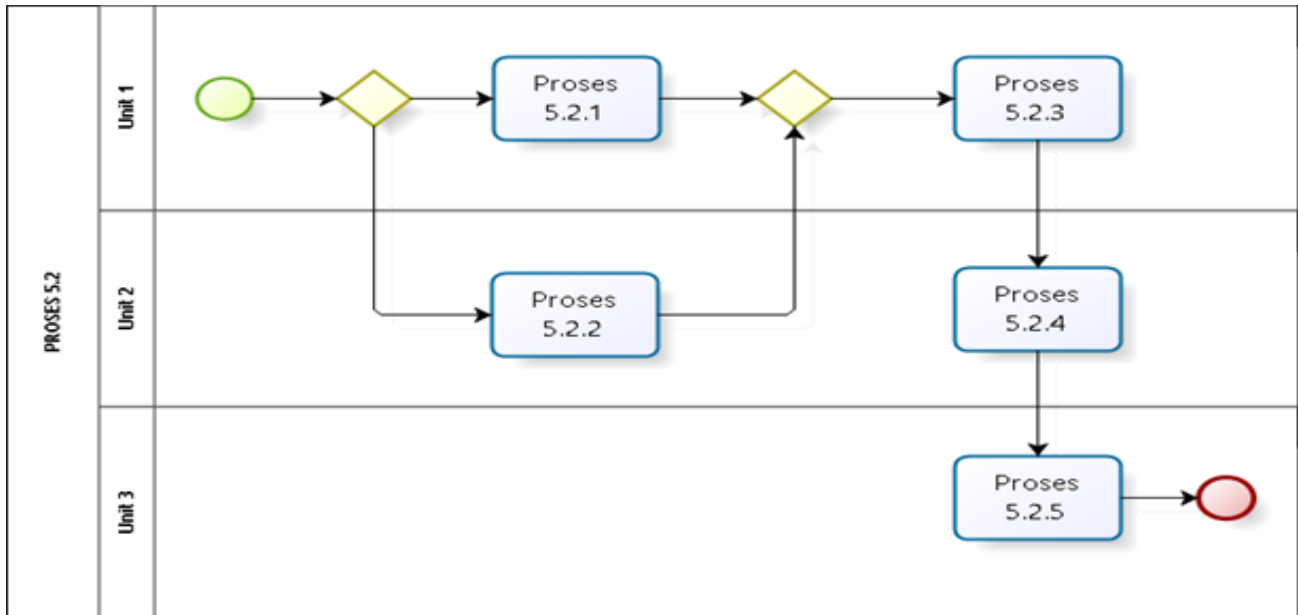 PROSES 5.2
Unit 1
Proses
5.2.1
Proses
5.2.3
Unit 2
Proses
5.2.2
Proses
5.2.4
Unit 3
Proses
5.2.5